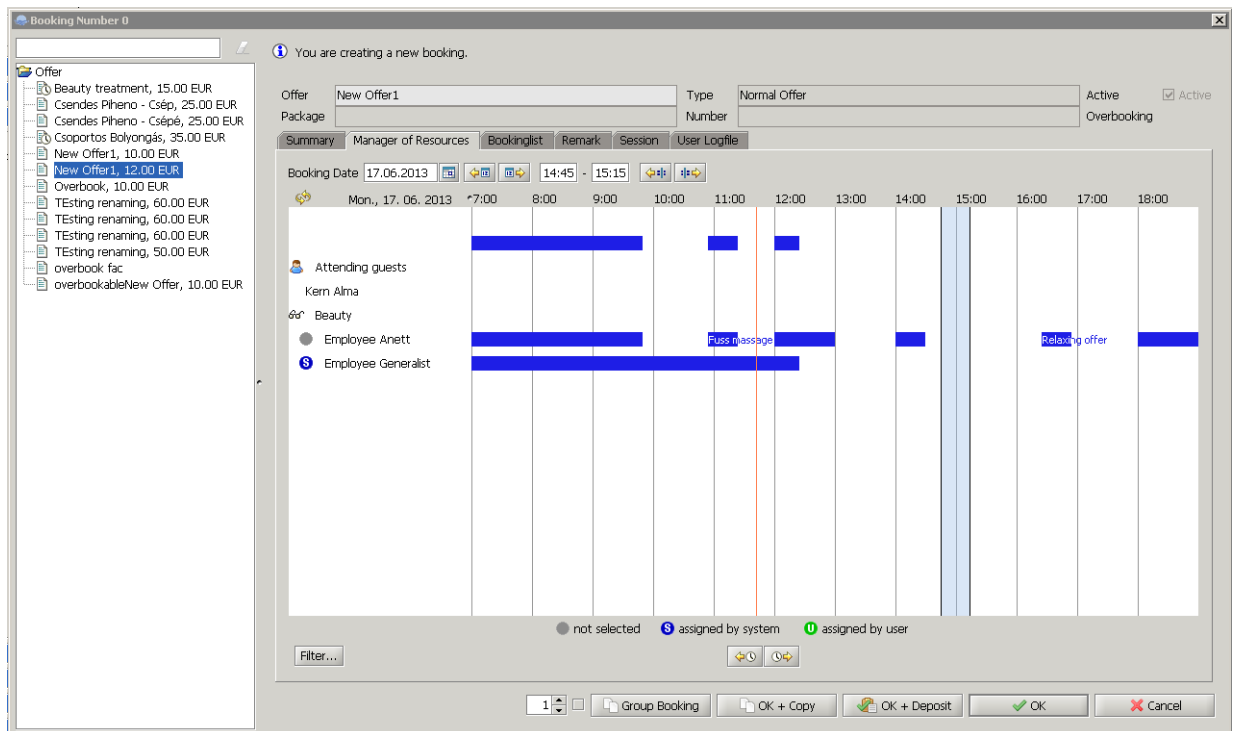 Booking Number 0
You are creating a new booking.
Offer
Beauty treatment, 15.00 EUR
Csendes Piheno - Csép, 25.00 EUR
Csendes Piheno - Csépé, 25.00 EUR
Csoportos Bolyongás, 35.00 EUR
New Offer1, 10.00 EUR
New Offer1, 12.00 EUR
Overbook, 10.00 EUR
TEsting renaming, 60.00 EUR
TEsting renaming, 60.00 EUR
TEsting renaming, 60.00 EUR
TEsting renaming, 50.00 EUR
overbook fac
overbookableNew Offer, 10.00 EUR
Offer New Offer1 Type Normal Offer Active Active
Package Number Overbooking
Summary Manager of Resources Bookinglist Remark Session User Logfile
Booking Date 17.06.2013 14:45 - 15:15
Mon., 17. 06. 2013 7:00 8:00 9:00 10:00 11:00 12:00 13:00 14:00 15:00 16:00 17:00 18:00
Attending guests
Kern Alma
Beauty
Employee Anett Fuss massage Relaxing offer
S Employee Generalist
not selected S assigned by system U assigned by user
Filter...
1 Group Booking OK + Copy OK + Deposit OK Cancel